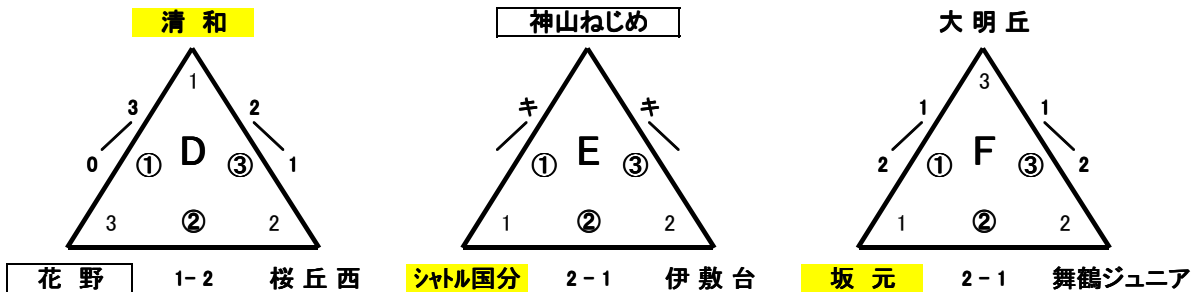 清 和 神山ねじめ 大 明 丘
1 3
3 2 キ キ 1 1
D E F
0 ① ③ 1 ① ③ 2 ① ③ 2
3 ② 2 1 ② 2 1 ② 2
花 野 1-2 桜 丘 西 シャトル国分 2-1 伊 敷 台 坂 元 2-1 舞鶴ジュニア